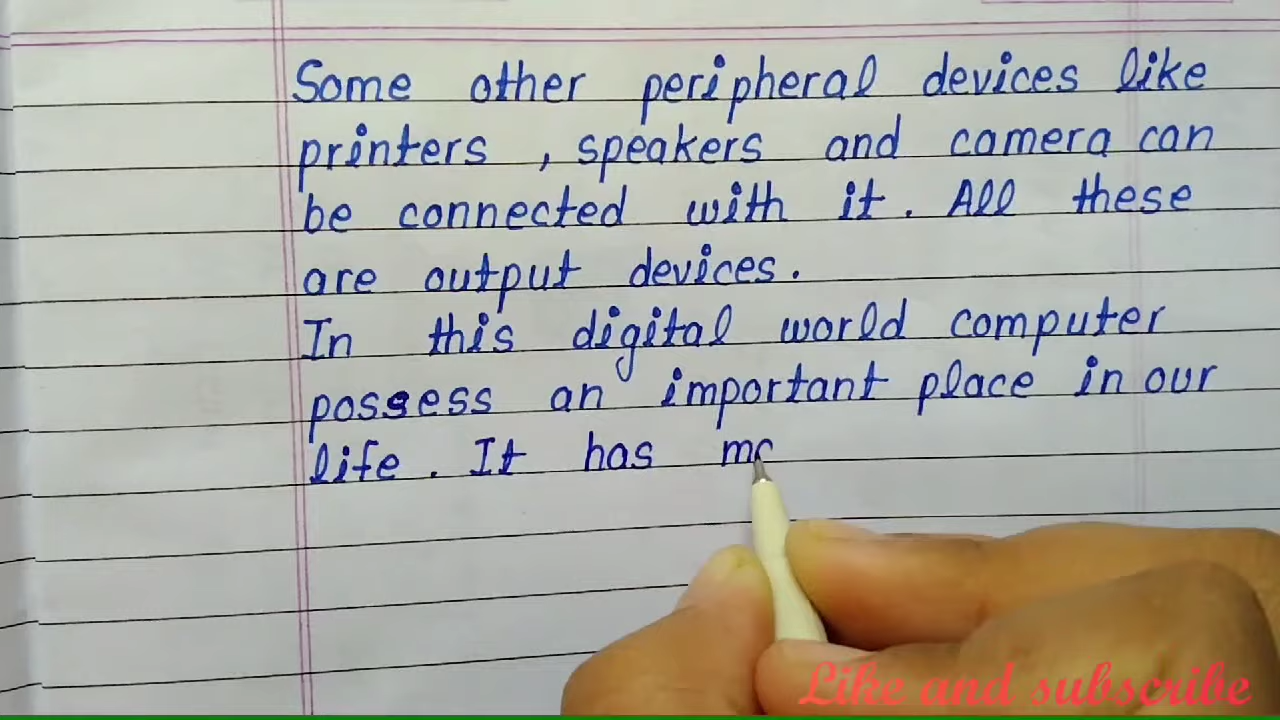 Some other peripheral devices like
printers , speakers and camera can
be connected with it . All these
are output devices.
In this digital world computer
possess an important place in our
life . It has
Like and subscribe